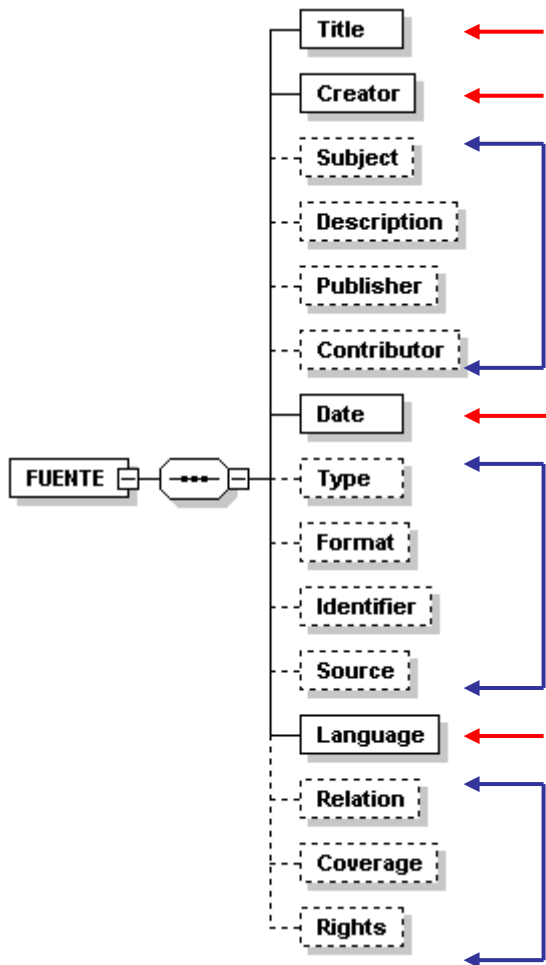 Title
Creator
Subject
Description
Publisher
Contributor
Date
FUENTE
Type
Format
Identifier
Source
Language
Relation
Coverage
Rights